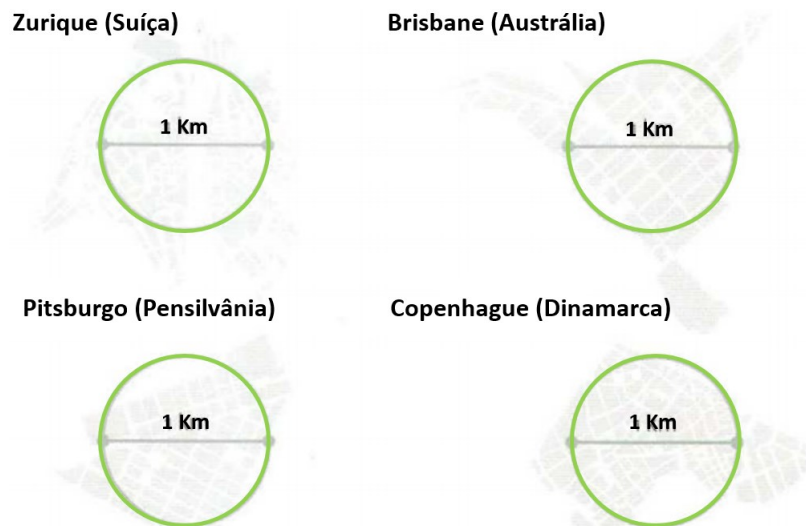 Zurique (Suíça)
Brisbane (Austrália)
1 Km
1 Km
Pitsburgo (Pensilvânia)
Copenhague (Dinamarca)
1 Km
1 Km